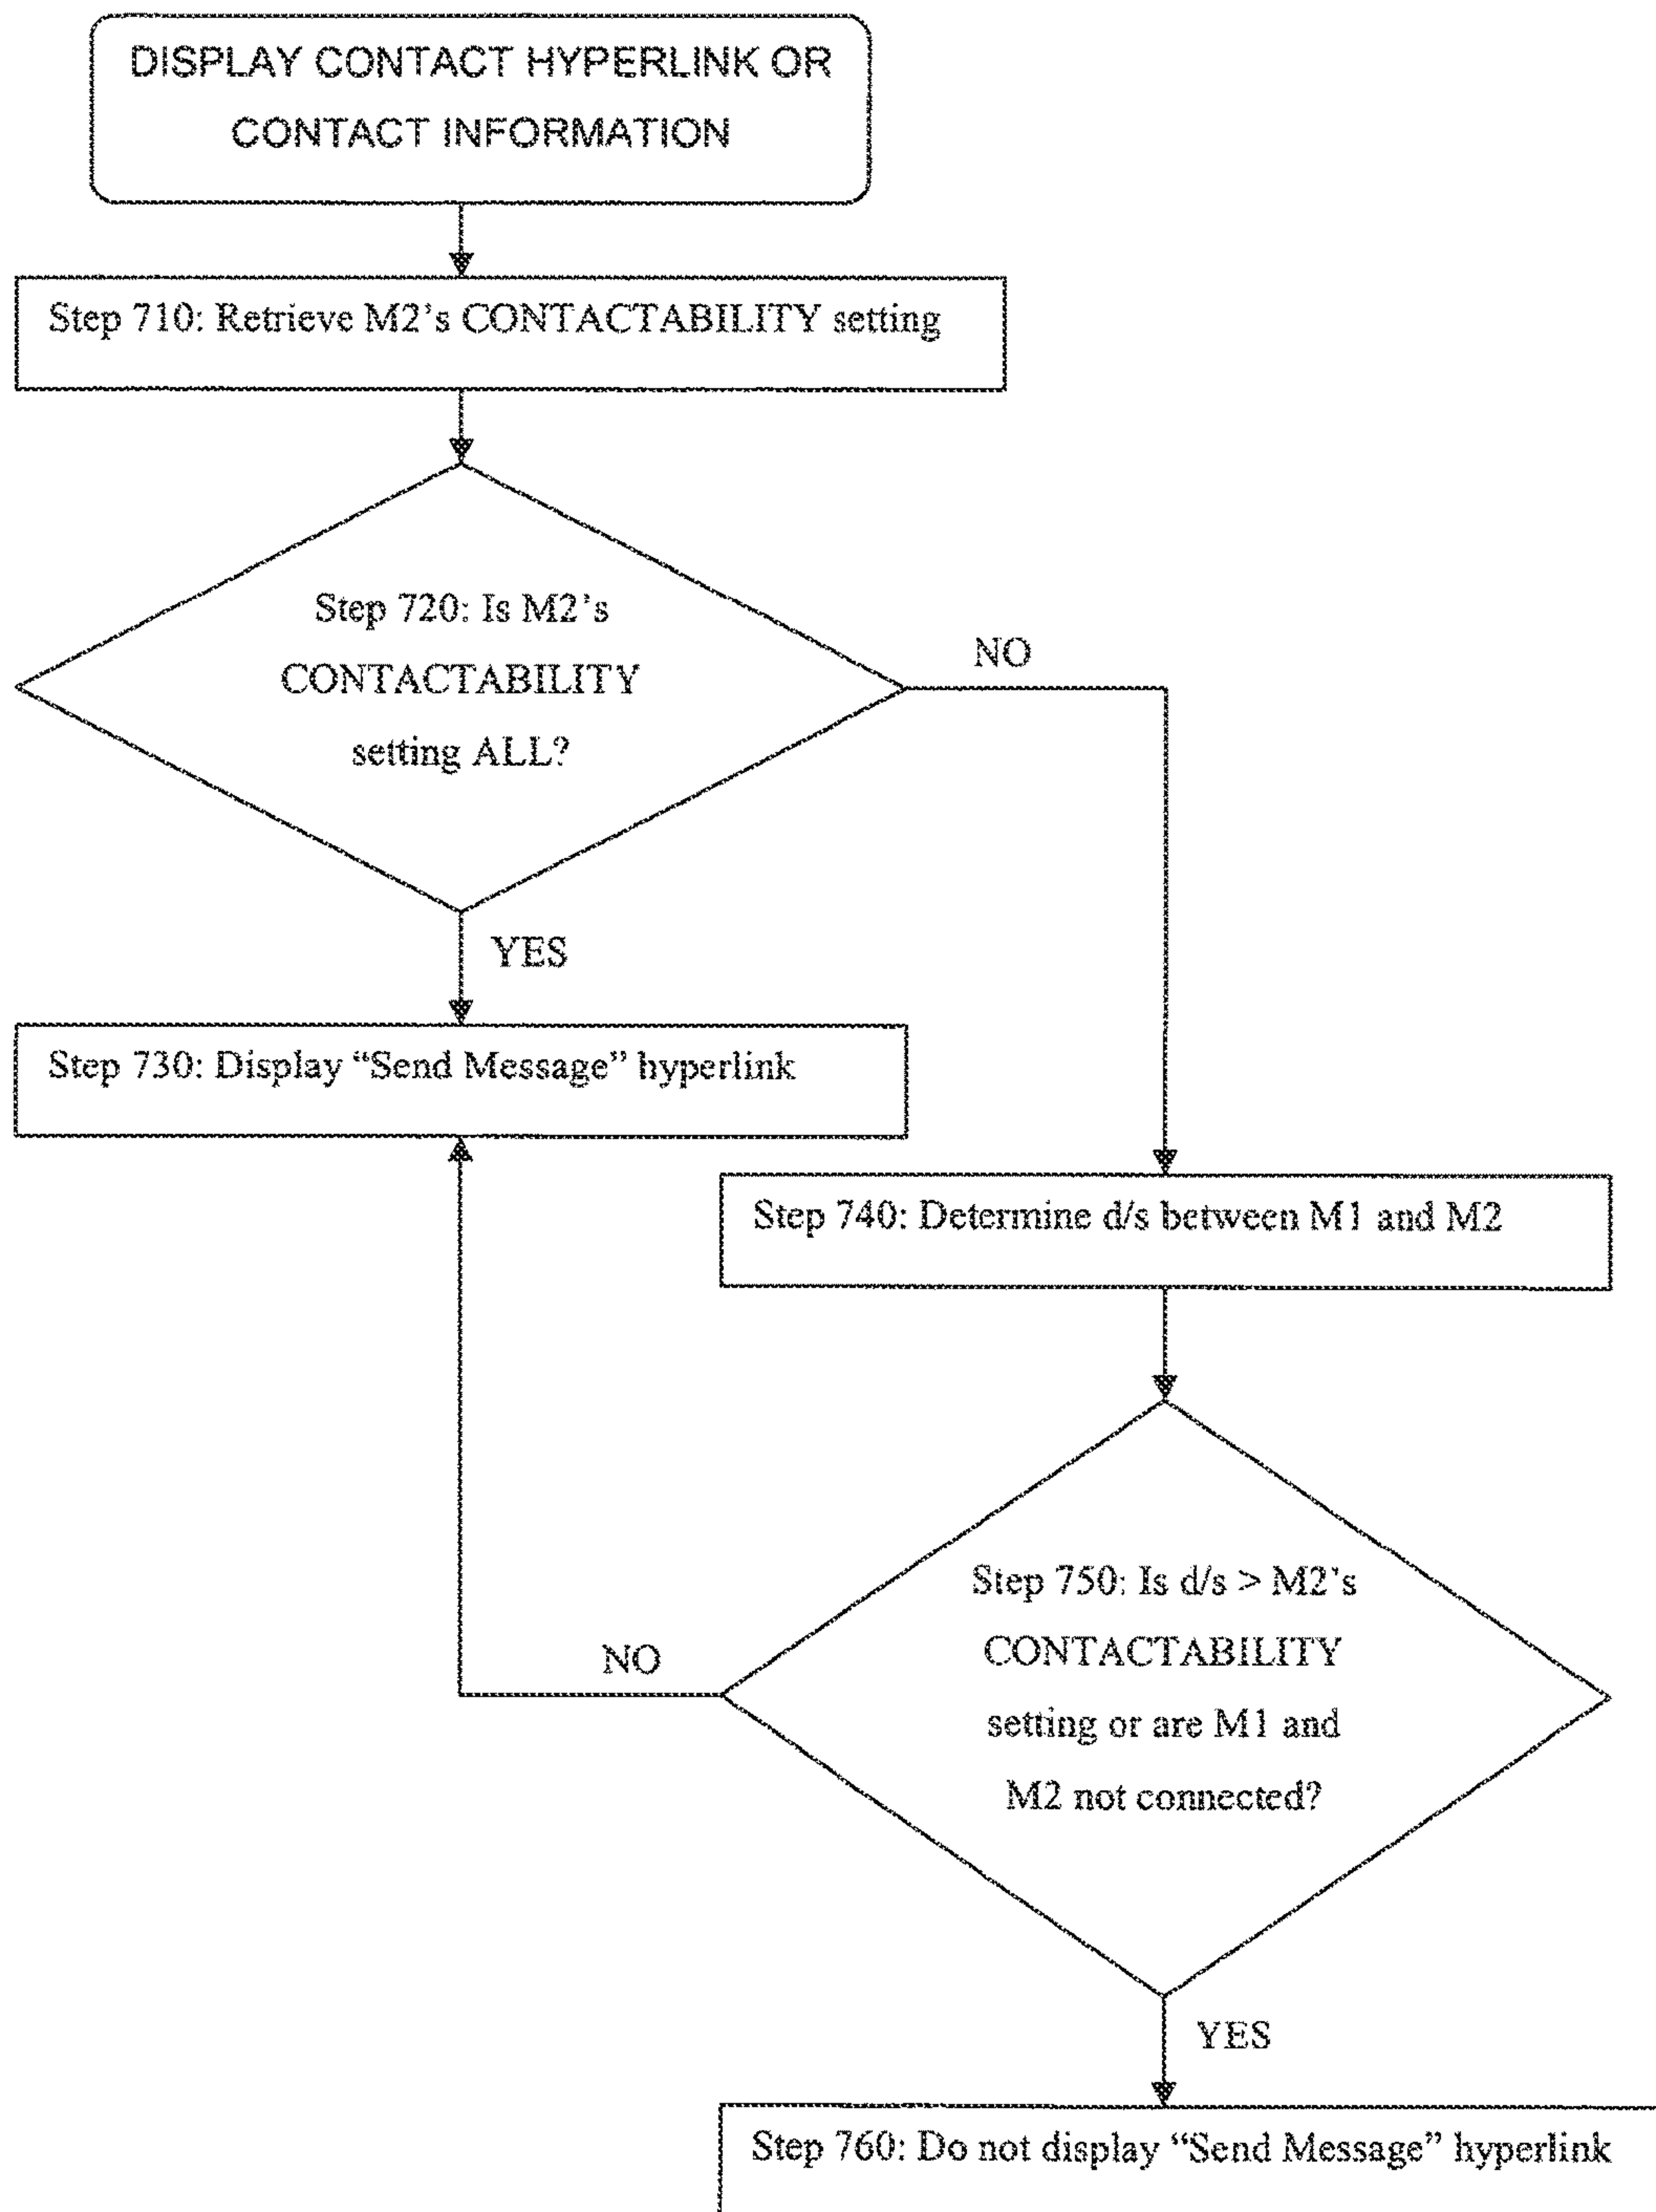 DISPLAY CONTACT HYPERLINK OR
CONTACT INFORMATION
Step 710: Retrieve M2’s CONTACTABILITY setting
Step 720: Is M2’s
CONTACTABILITY
setting ALL?
NO
YES
Step 730: Display “Send Message” hyperlink
Step 740: Determine d/s between M1 and M2
Step 750: Is d/s > M2’s
CONTACTABILITY
setting or are M1 and
M2 not connected?
NO
YES
Step 760: Do not display “Send Message” hyperlink